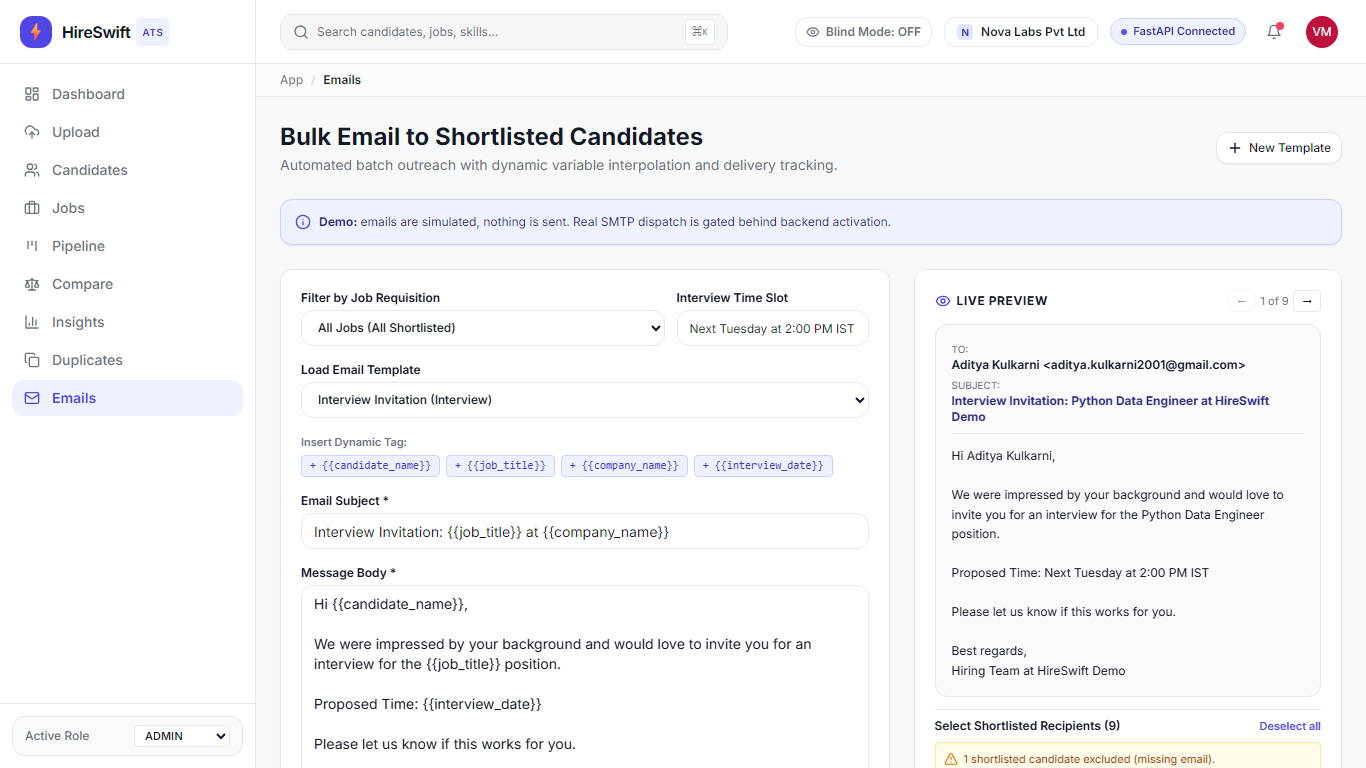 HireSwift ATS
Search candidates, jobs, skills...
⌘K
Blind Mode: OFF
N Nova Labs Pvt Ltd
FastAPI Connected
VM
Dashboard
Upload
Candidates
Jobs
Pipeline
Compare
Insights
Duplicates
Emails
Active Role
ADMIN
App / Emails
Bulk Email to Shortlisted Candidates
Automated batch outreach with dynamic variable interpolation and delivery tracking.
+ New Template
Demo: emails are simulated, nothing is sent. Real SMTP dispatch is gated behind backend activation.
Filter by Job Requisition
All Jobs (All Shortlisted)
Interview Time Slot
Next Tuesday at 2:00 PM IST
Load Email Template
Interview Invitation (Interview)
Insert Dynamic Tag:
+ {{candidate_name}} + {{job_title}} + {{company_name}} + {{interview_date}}
Email Subject *
Interview Invitation: {{job_title}} at {{company_name}}
Message Body *
Hi {{candidate_name}},
We were impressed by your background and would love to invite you for an
interview for the {{job_title}} position.
Proposed Time: {{interview_date}}
Please let us know if this works for you.
LIVE PREVIEW
← 1 of 9 →
TO:
Aditya Kulkarni <aditya.kulkarni2001@gmail.com>
SUBJECT:
Interview Invitation: Python Data Engineer at HireSwift
Demo
Hi Aditya Kulkarni,
We were impressed by your background and would love to
invite you for an interview for the Python Data Engineer
position.
Proposed Time: Next Tuesday at 2:00 PM IST
Please let us know if this works for you.
Best regards,
Hiring Team at HireSwift Demo
Select Shortlisted Recipients (9)
Deselect all
1 shortlisted candidate excluded (missing email).